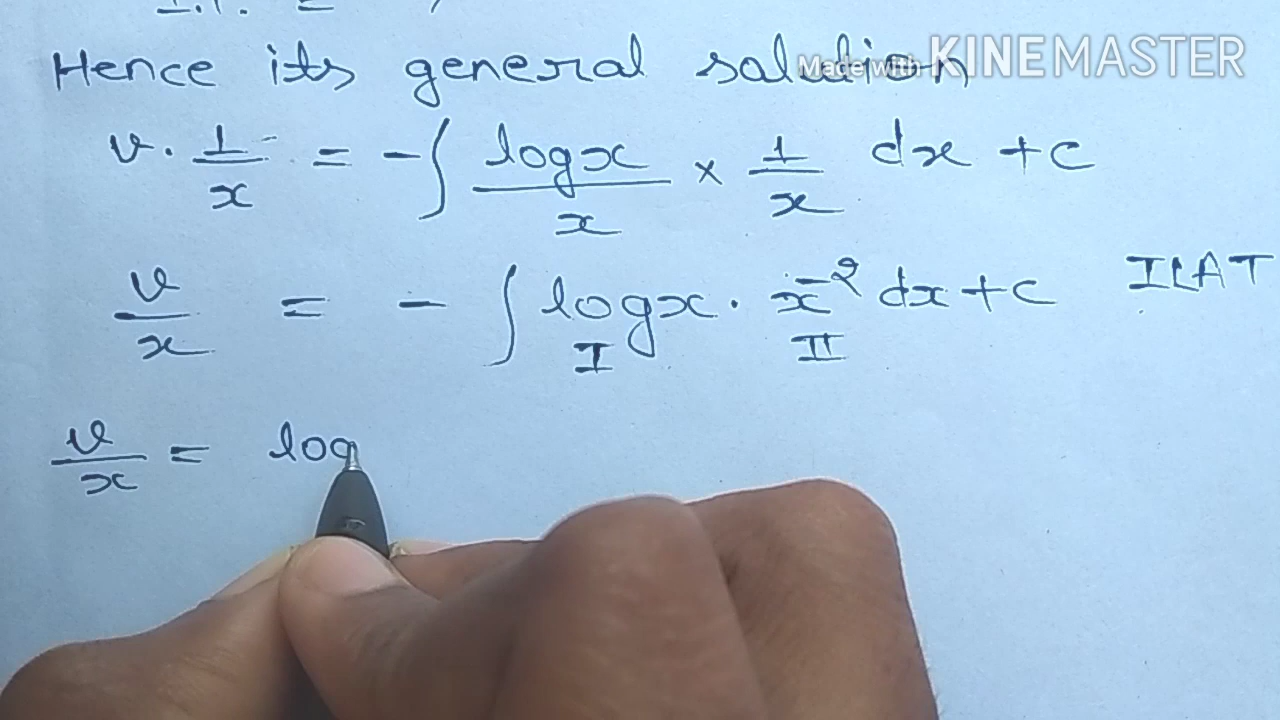 Hence its general solution
Made with KINEMASTER
v · 1/x = - ∫ log x / x × 1/x dx + c
v/x = - ∫ log x · x⁻² dx + c ILAT
I II
v/x = log